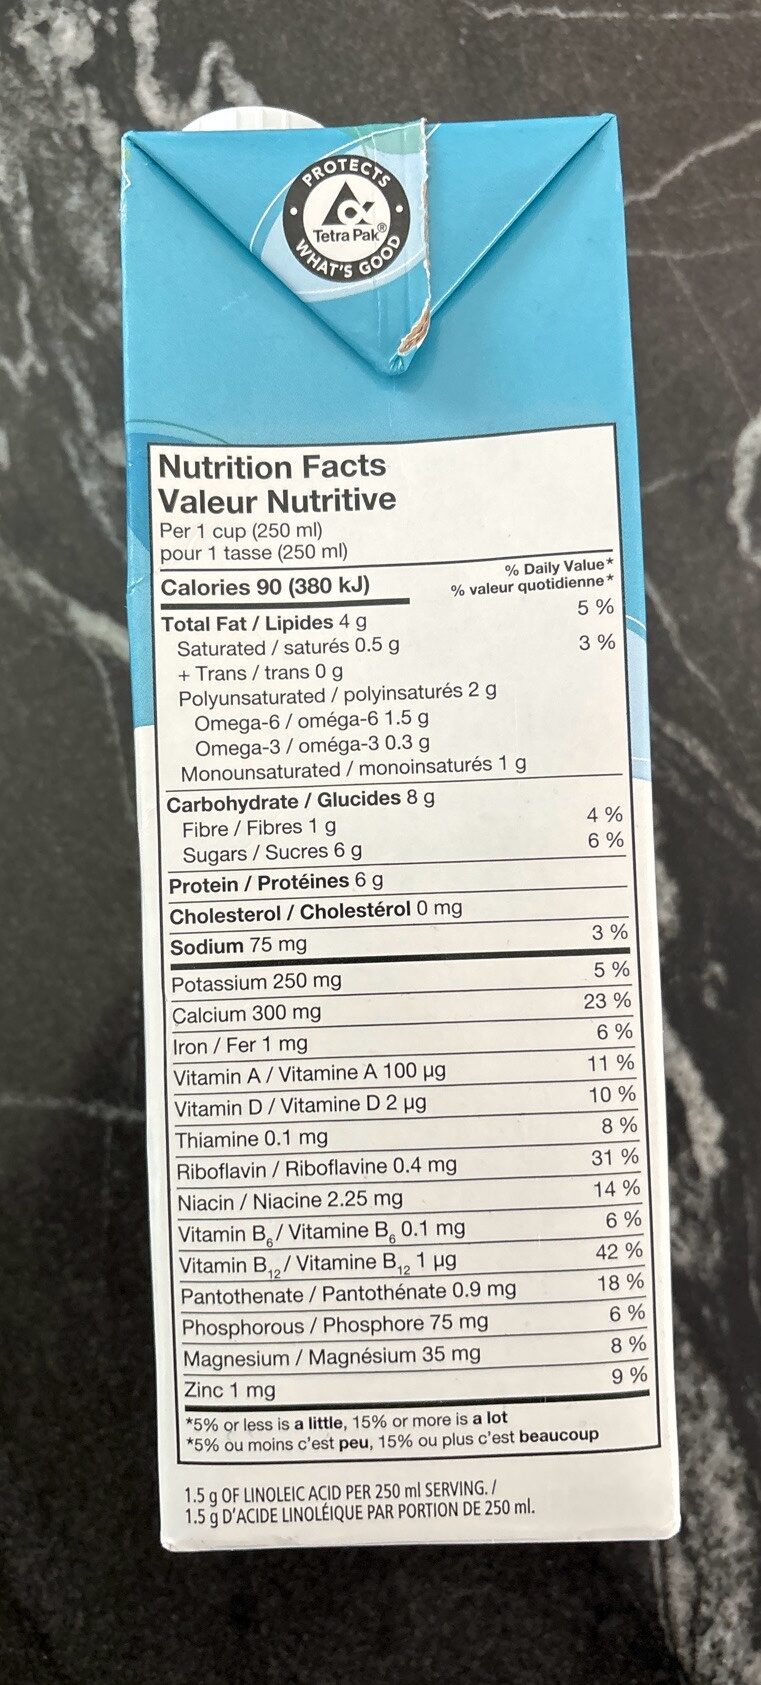 PROTECTS
Tetra Pak®
WHAT'S GOOD
Nutrition Facts
Valeur Nutritive
Per 1 cup (250 ml)
pour 1 tasse (250 ml)
% Daily Value*
Calories 90 (380 kJ) % valeur quotidienne*
Total Fat / Lipides 4 g 5 %
Saturated / saturés 0.5 g 3 %
+ Trans / trans 0 g
Polyunsaturated / polyinsaturés 2 g
Omega-6 / oméga-6 1.5 g
Omega-3 / oméga-3 0.3 g
Monounsaturated / monoinsaturés 1 g
Carbohydrate / Glucides 8 g
Fibre / Fibres 1 g 4 %
Sugars / Sucres 6 g 6 %
Protein / Protéines 6 g
Cholesterol / Cholestérol 0 mg
Sodium 75 mg 3 %
Potassium 250 mg 5 %
Calcium 300 mg 23 %
Iron / Fer 1 mg 6 %
Vitamin A / Vitamine A 100 µg 11 %
Vitamin D / Vitamine D 2 µg 10 %
Thiamine 0.1 mg 8 %
Riboflavin / Riboflavine 0.4 mg 31 %
Niacin / Niacine 2.25 mg 14 %
Vitamin B₆ / Vitamine B₆ 0.1 mg 6 %
Vitamin B₁₂ / Vitamine B₁₂ 1 µg 42 %
Pantothenate / Pantothénate 0.9 mg 18 %
Phosphorous / Phosphore 75 mg 6 %
Magnesium / Magnésium 35 mg 8 %
Zinc 1 mg 9 %
*5% or less is a little, 15% or more is a lot
*5% ou moins c'est peu, 15% ou plus c'est beaucoup
1.5 g OF LINOLEIC ACID PER 250 ml SERVING. /
1.5 g D'ACIDE LINOLÉIQUE PAR PORTION DE 250 ml.